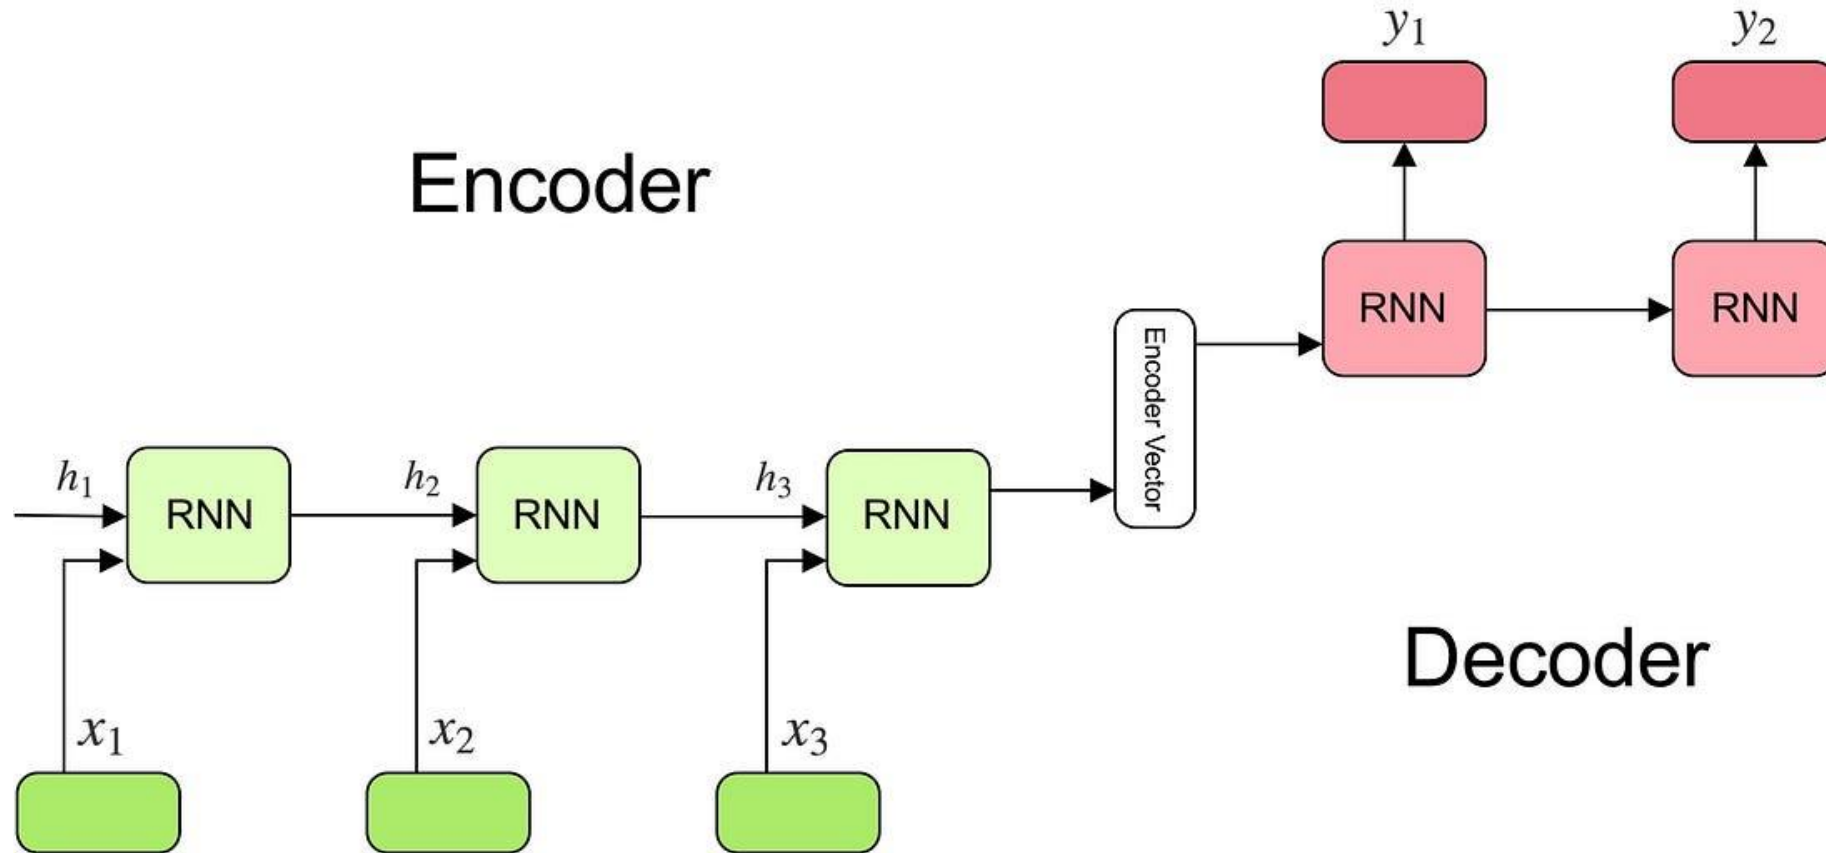 y₁
y₂
Encoder
RNN
RNN
Encoder Vector
h₁
h₂
h₃
RNN
RNN
RNN
Decoder
x₁
x₂
x₃